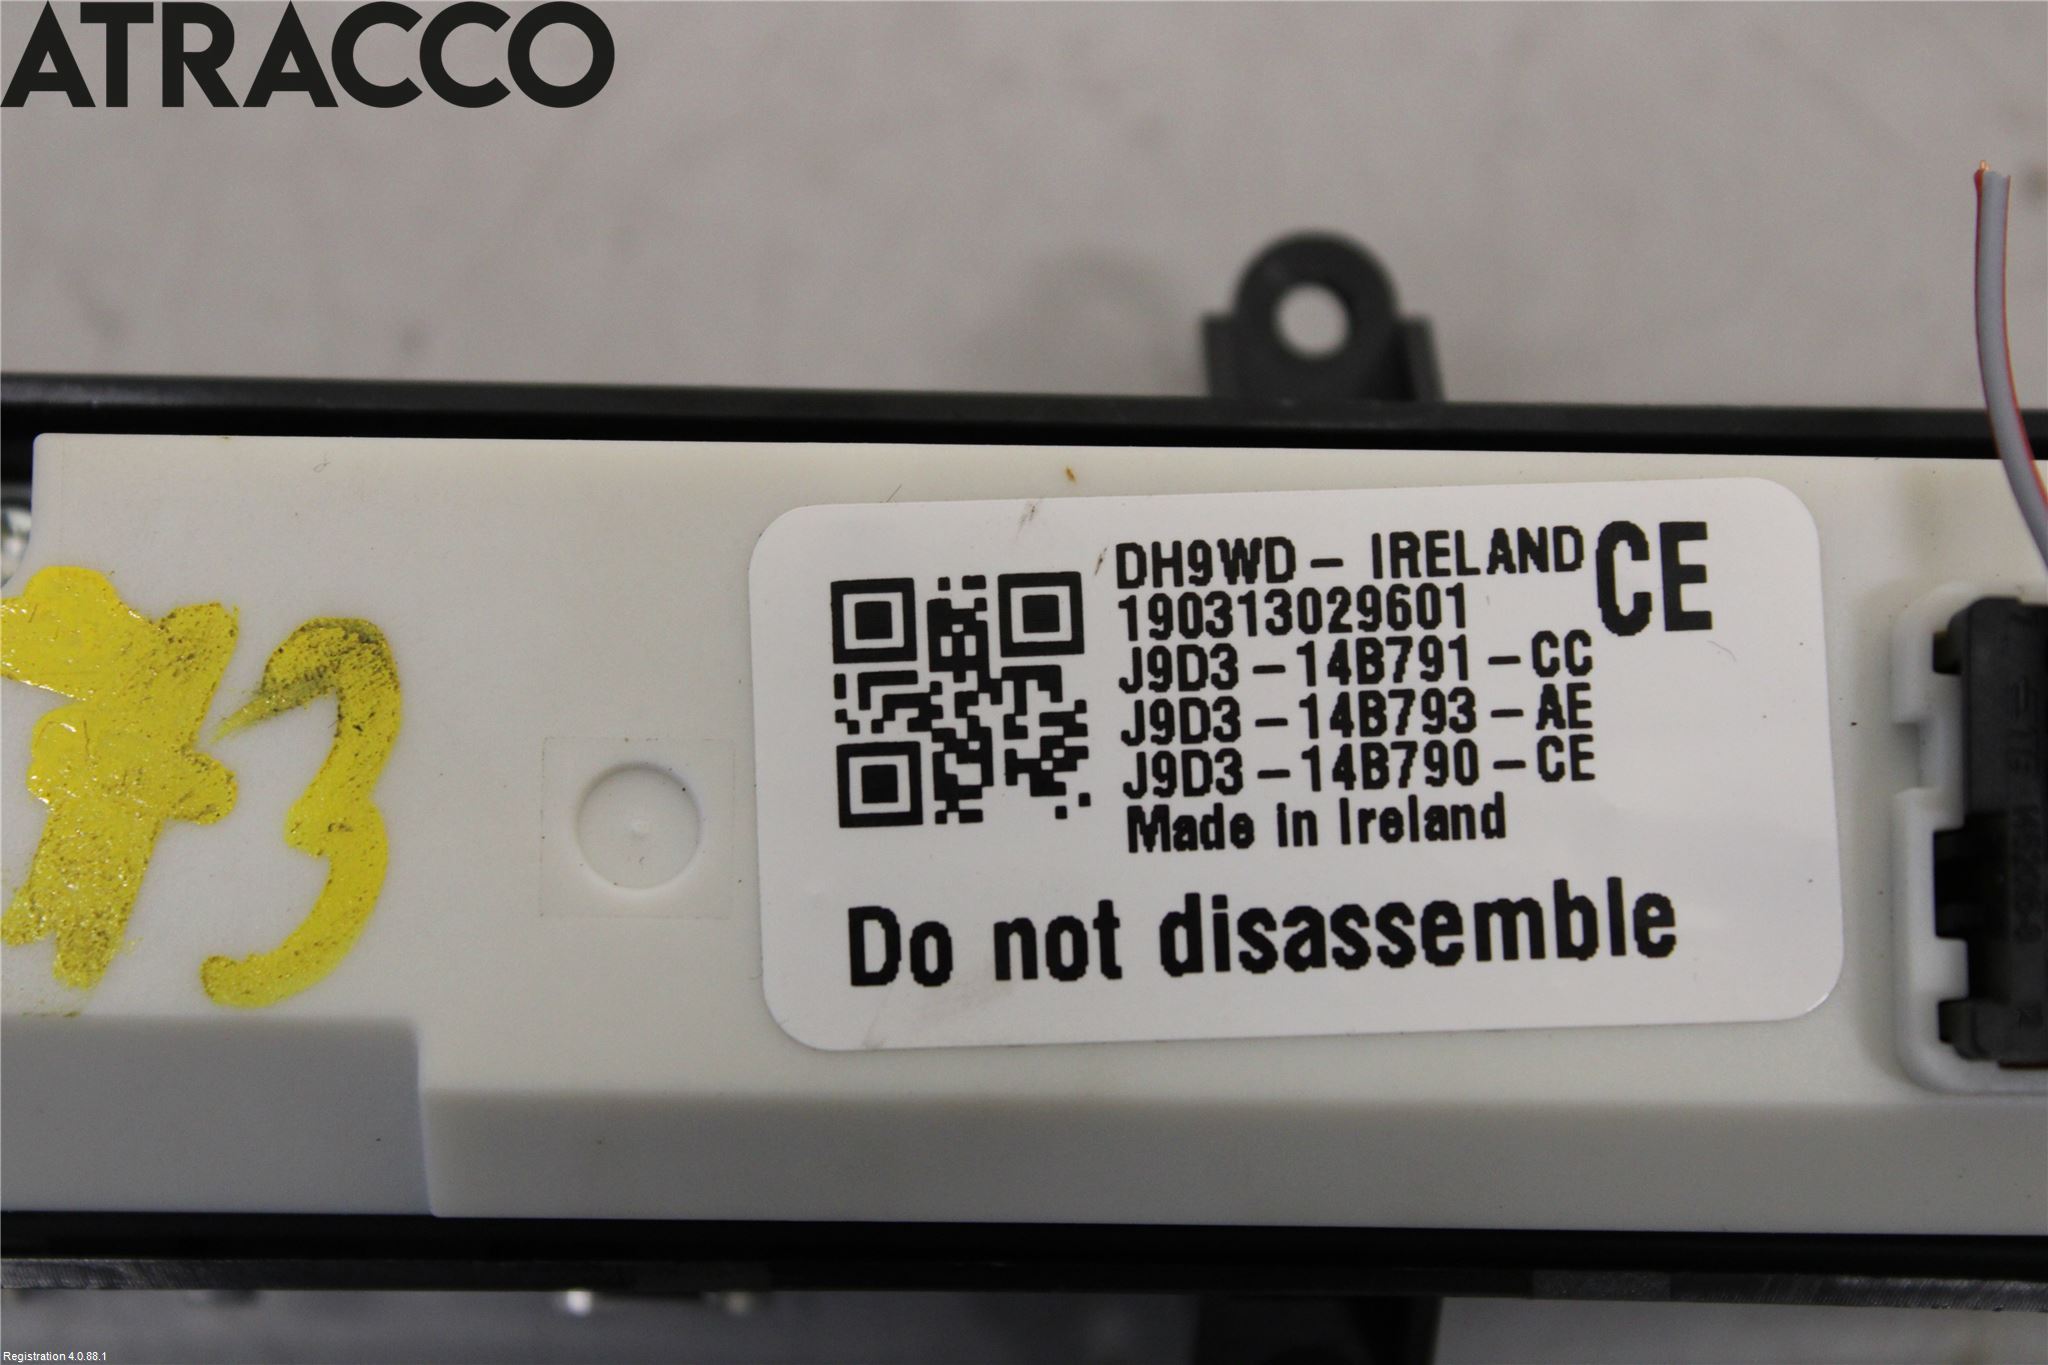 ATRACCO
DH9WD - IRELAND CE
190313029601
J9D3-14B791-CC
J9D3-14B793-AE
J9D3-14B790-CE
Made in Ireland
Do not disassemble
3
Registration 4.0.88.1